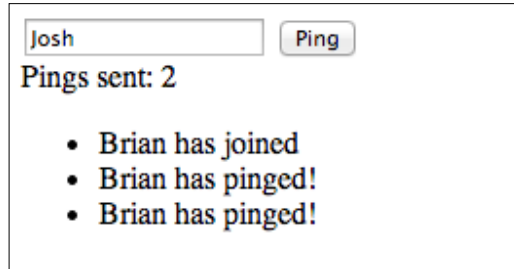 Josh Ping
Pings sent: 2
• Brian has joined
• Brian has pinged!
• Brian has pinged!